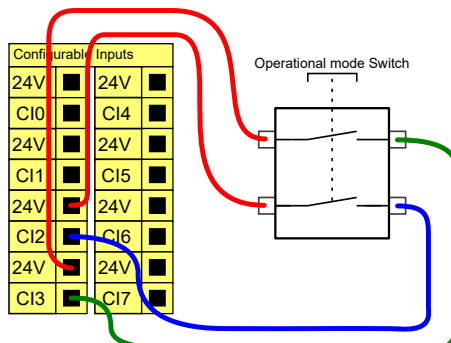 Configurable Inputs
24V 24V
CI0 CI4
24V 24V
CI1 CI5
24V 24V
CI2 CI6
24V 24V
CI3 CI7
Operational mode Switch